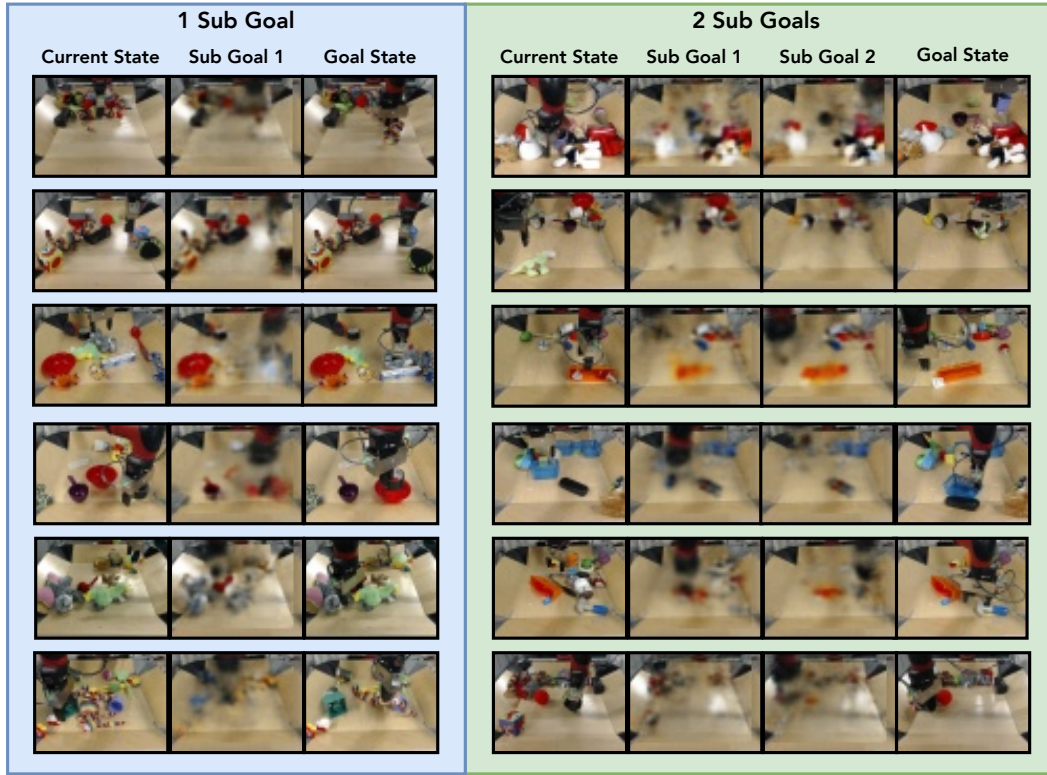 1 Sub Goal
Current State Sub Goal 1 Goal State
2 Sub Goals
Current State Sub Goal 1 Sub Goal 2 Goal State